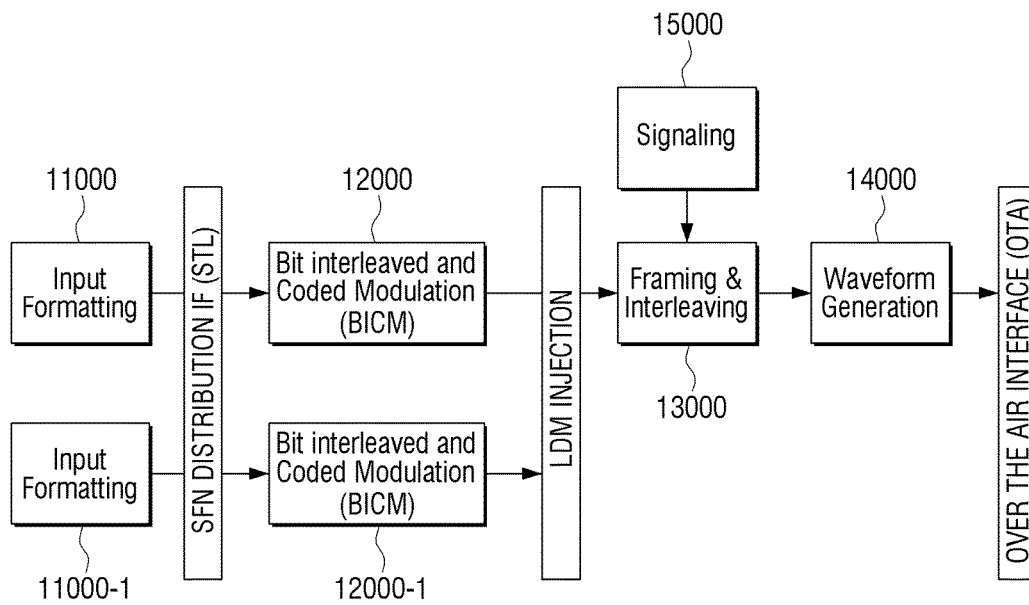 15000
Signaling
11000
12000
14000
Input
Formatting
SFN DISTRIBUTION IF (STL)
Bit interleaved and
Coded Modulation
(BICM)
LDM INJECTION
Framing &
Interleaving
Waveform
Generation
OVER THE AIR INTERFACE (OTA)
13000
Input
Formatting
Bit interleaved and
Coded Modulation
(BICM)
11000-1
12000-1